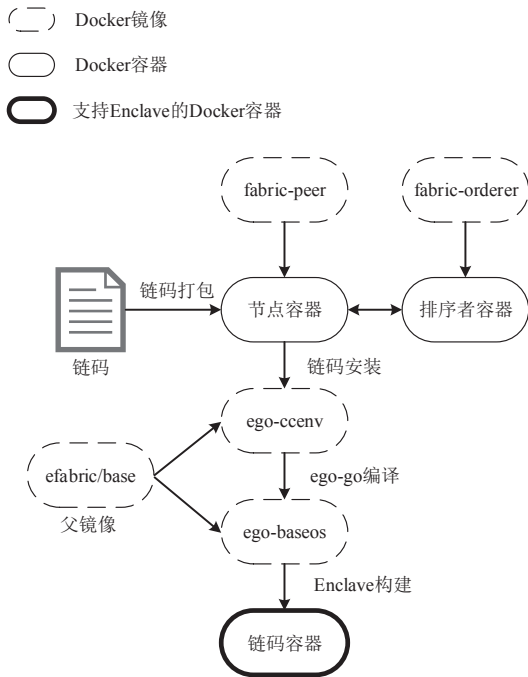 Docker镜像
Docker容器
支持Enclave的Docker容器
fabric-peer
fabric-orderer
链码打包
节点容器
排序者容器
链码
链码安装
ego-ccenv
efabric/base
ego-go编译
父镜像
ego-baseos
Enclave构建
链码容器